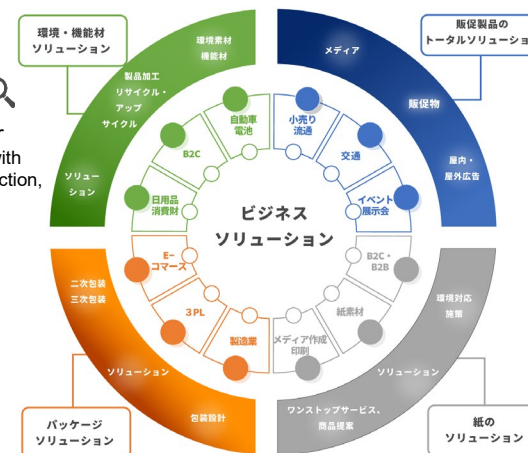 環境・機能材
ソリューション
販促製品の
トータルソリューショ
環境素材
機能材
製品加工
リサイクル・
アップ
サイクル
ソリュー
ション
メディア
販促物
屋内・
屋外広告
自動車
電池
B2C
日用品
消費財
小売り
流通
交通
イベント
展示会
ith
ction,
ビジネス
ソリューション
E-
コマース
3PL
製造業
B2C・
B2B
紙素材
メディア作成
印刷
二次包装
三次包装
ソリューション
包装設計
環境対応
施策
ソリューション
ワンストップサービス、
商品提案
パッケージ
ソリューション
紙の
ソリューション